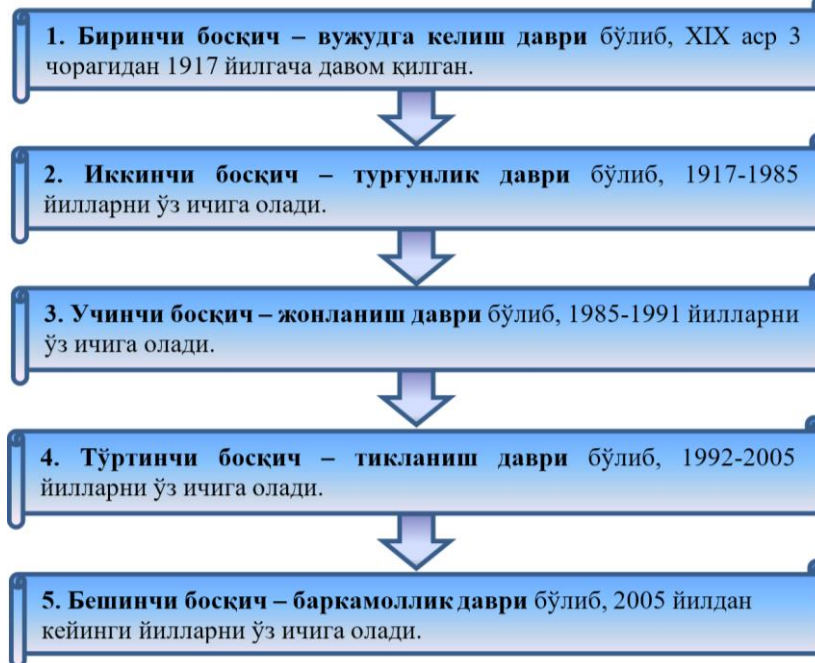 1. Биринчи босқич – вужудга келиш даври бўлиб, XIX аср 3
чорагидан 1917 йилгача давом қилган.
2. Иккинчи босқич – турғунлик даври бўлиб, 1917-1985
йилларни ўз ичига олади.
3. Учинчи босқич – жонланиш даври бўлиб, 1985-1991 йилларни
ўз ичига олади.
4. Тўртинчи босқич – тикланиш даври бўлиб, 1992-2005
йилларни ўз ичига олади.
5. Бешинчи босқич – баркамоллик даври бўлиб, 2005 йилдан
кейинги йилларни ўз ичига олади.